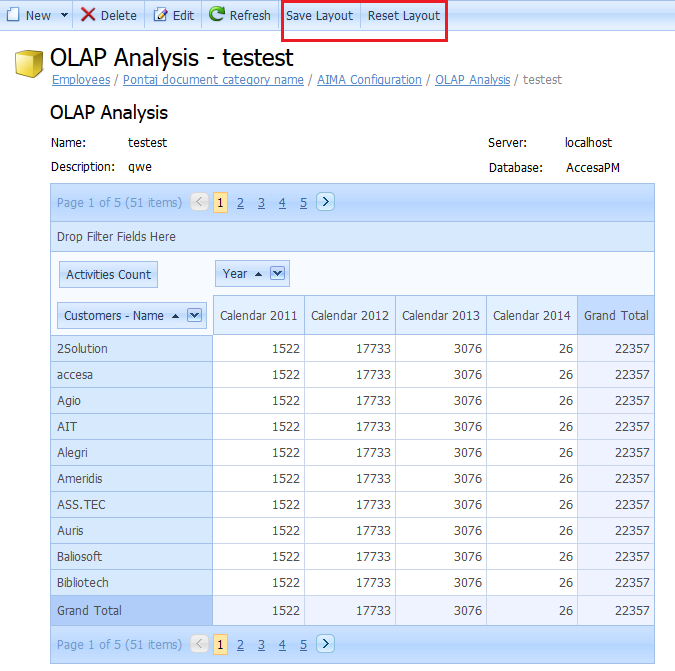 New Delete Edit Refresh Save Layout Reset Layout
OLAP Analysis - testest
Employees / Pontaj document category name / AIMA Configuration / OLAP Analysis / testest
OLAP Analysis
Name: testest Server: localhost
Description: qwe Database: AccesaPM
Page 1 of 5 (51 items) < 1 2 3 4 5 >
Drop Filter Fields Here
Activities Count Year
Customers - Name Calendar 2011 Calendar 2012 Calendar 2013 Calendar 2014 Grand Total
2Solution 1522 17733 3076 26 22357
accesa 1522 17733 3076 26 22357
Agio 1522 17733 3076 26 22357
AIT 1522 17733 3076 26 22357
Alegri 1522 17733 3076 26 22357
Ameridis 1522 17733 3076 26 22357
ASS.TEC 1522 17733 3076 26 22357
Auris 1522 17733 3076 26 22357
Baliosoft 1522 17733 3076 26 22357
Bibliotech 1522 17733 3076 26 22357
Grand Total 1522 17733 3076 26 22357
Page 1 of 5 (51 items) < 1 2 3 4 5 >